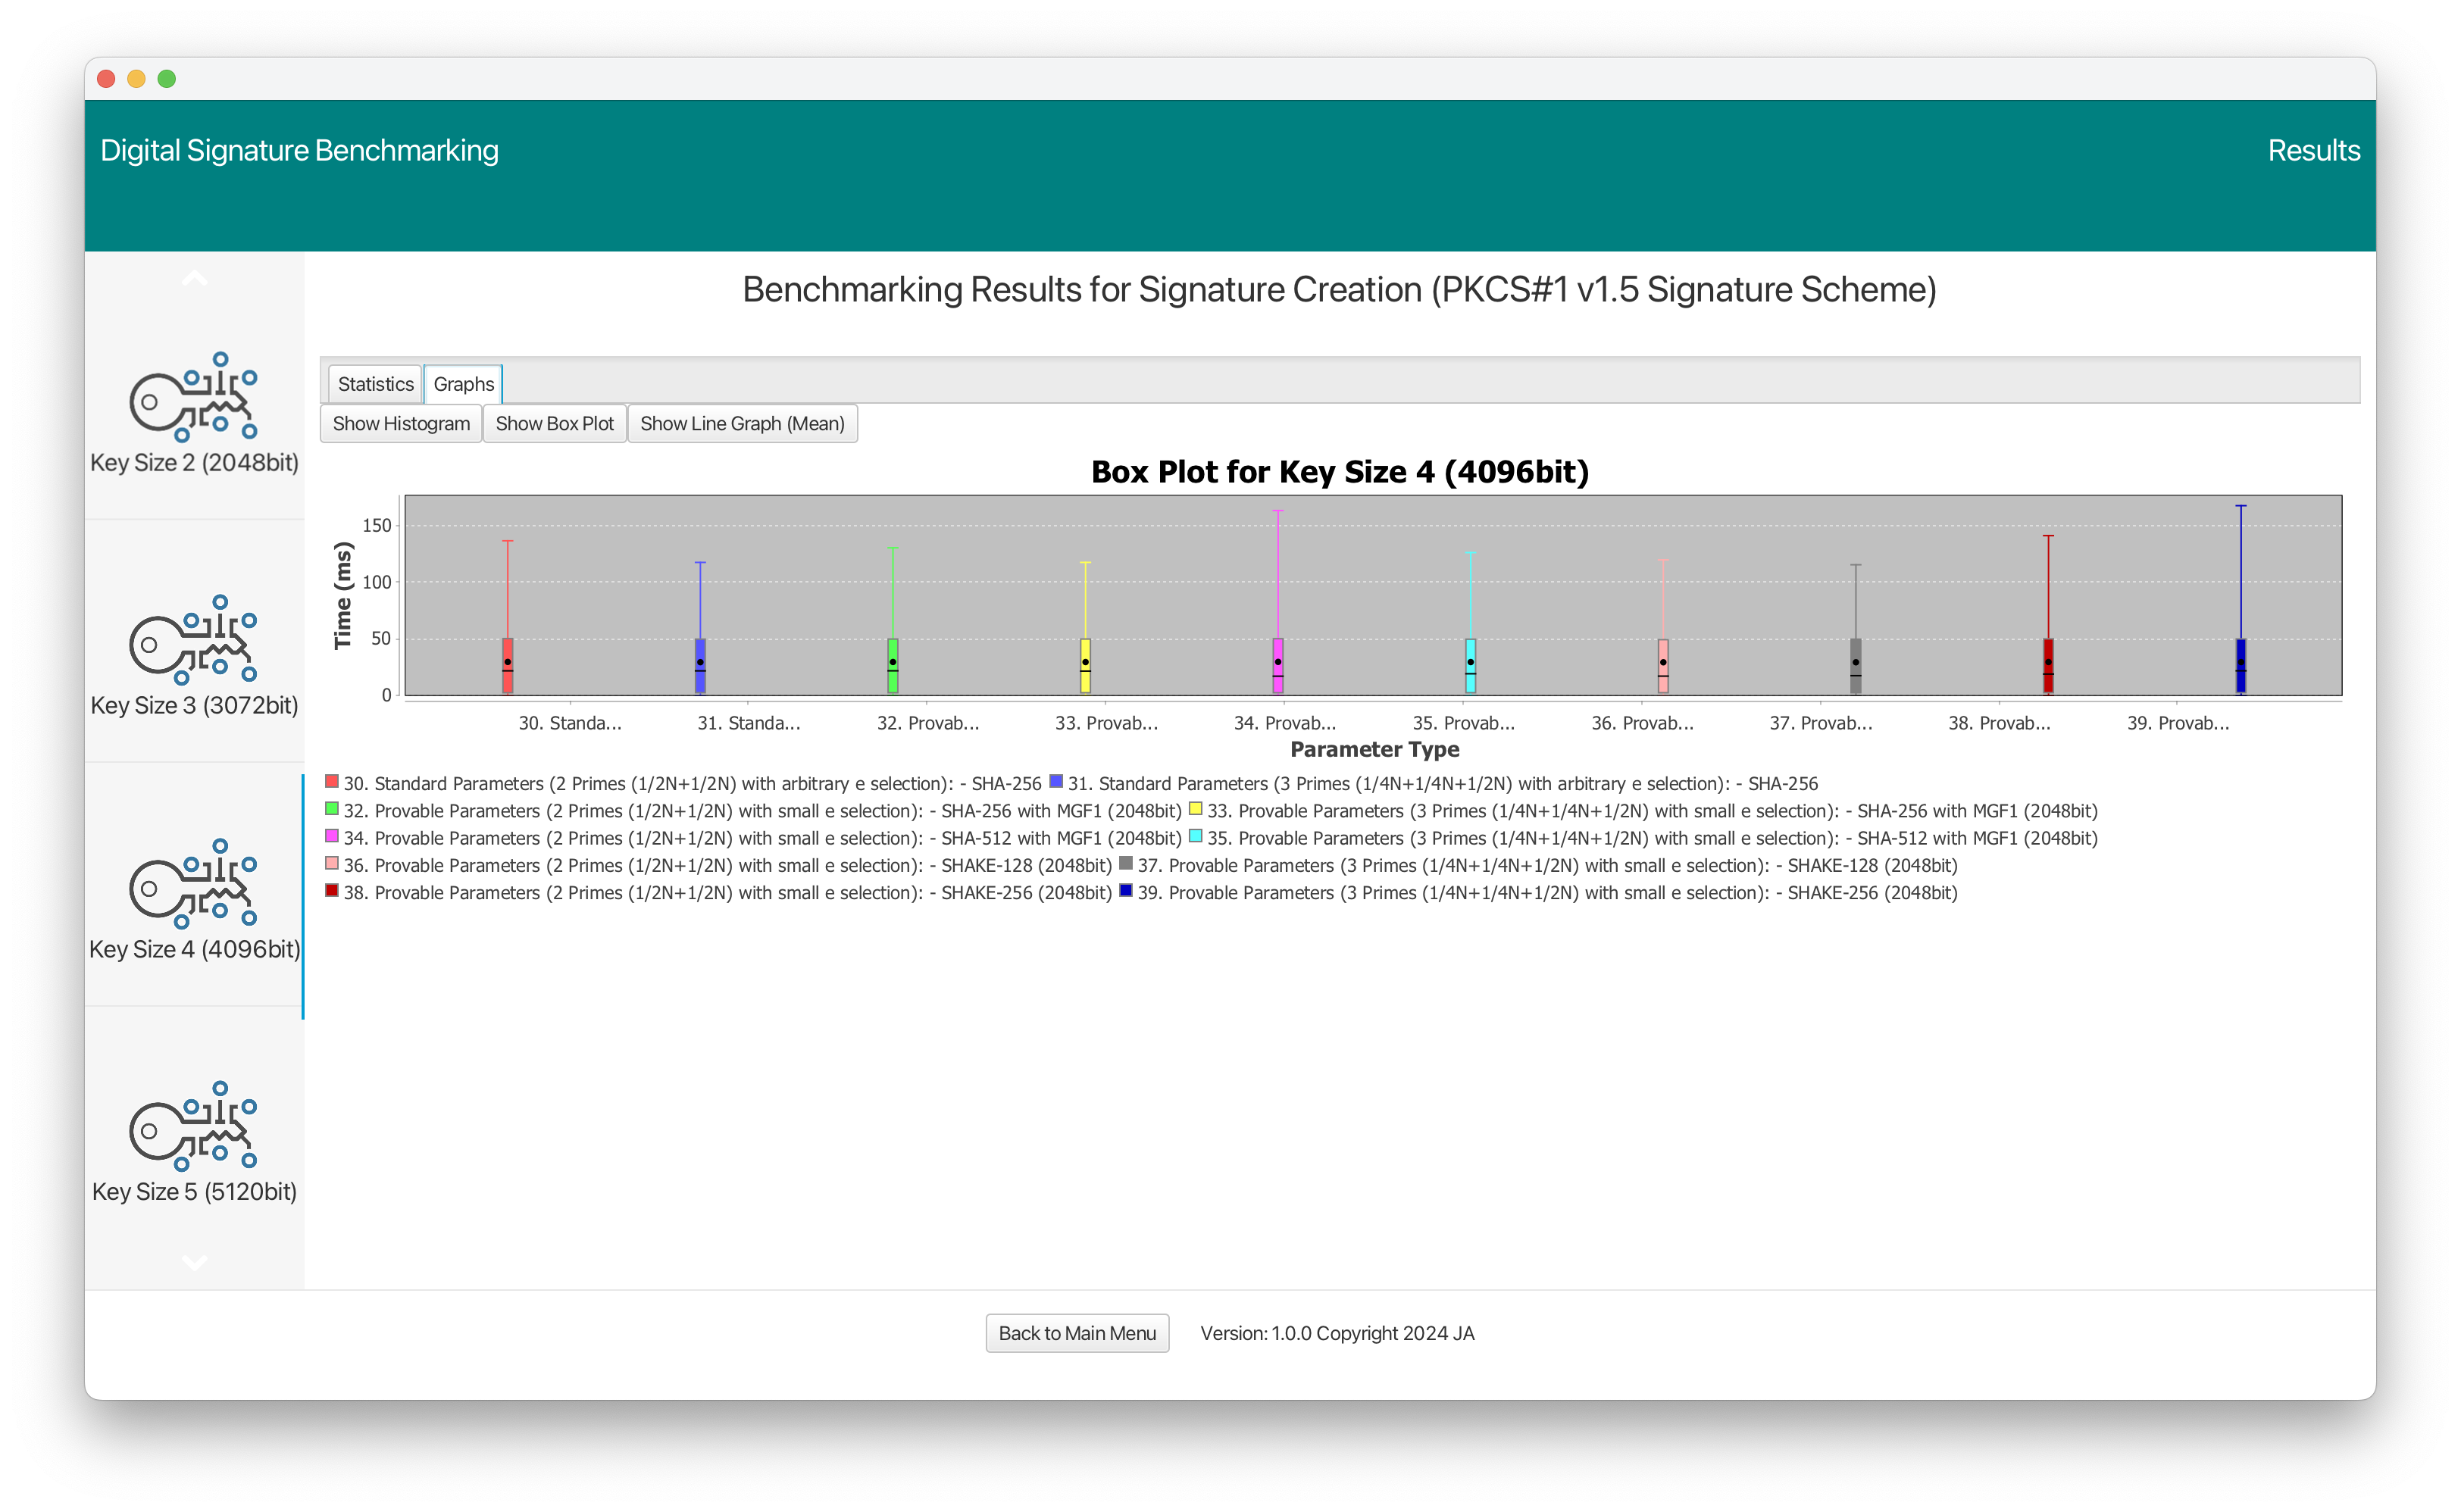 Digital Signature Benchmarking
Results
Key Size 2 (2048bit)
Key Size 3 (3072bit)
Key Size 4 (4096bit)
Key Size 5 (5120bit)
Benchmarking Results for Signature Creation (PKCS#1 v1.5 Signature Scheme)
Statistics Graphs
Show Histogram Show Box Plot Show Line Graph (Mean)
Box Plot for Key Size 4 (4096bit)
Time (ms)
150
100
50
0
30. Standa... 31. Standa... 32. Provab... 33. Provab... 34. Provab... 35. Provab... 36. Provab... 37. Provab... 38. Provab... 39. Provab...
Parameter Type
30. Standard Parameters (2 Primes (1/2N+1/2N) with arbitrary e selection): - SHA-256 31. Standard Parameters (3 Primes (1/4N+1/4N+1/2N) with arbitrary e selection): - SHA-256
32. Provable Parameters (2 Primes (1/2N+1/2N) with small e selection): - SHA-256 with MGF1 (2048bit) 33. Provable Parameters (3 Primes (1/4N+1/4N+1/2N) with small e selection): - SHA-256 with MGF1 (2048bit)
34. Provable Parameters (2 Primes (1/2N+1/2N) with small e selection): - SHA-512 with MGF1 (2048bit) 35. Provable Parameters (3 Primes (1/4N+1/4N+1/2N) with small e selection): - SHA-512 with MGF1 (2048bit)
36. Provable Parameters (2 Primes (1/2N+1/2N) with small e selection): - SHAKE-128 (2048bit) 37. Provable Parameters (3 Primes (1/4N+1/4N+1/2N) with small e selection): - SHAKE-128 (2048bit)
38. Provable Parameters (2 Primes (1/2N+1/2N) with small e selection): - SHAKE-256 (2048bit) 39. Provable Parameters (3 Primes (1/4N+1/4N+1/2N) with small e selection): - SHAKE-256 (2048bit)
Back to Main Menu Version: 1.0.0 Copyright 2024 JA